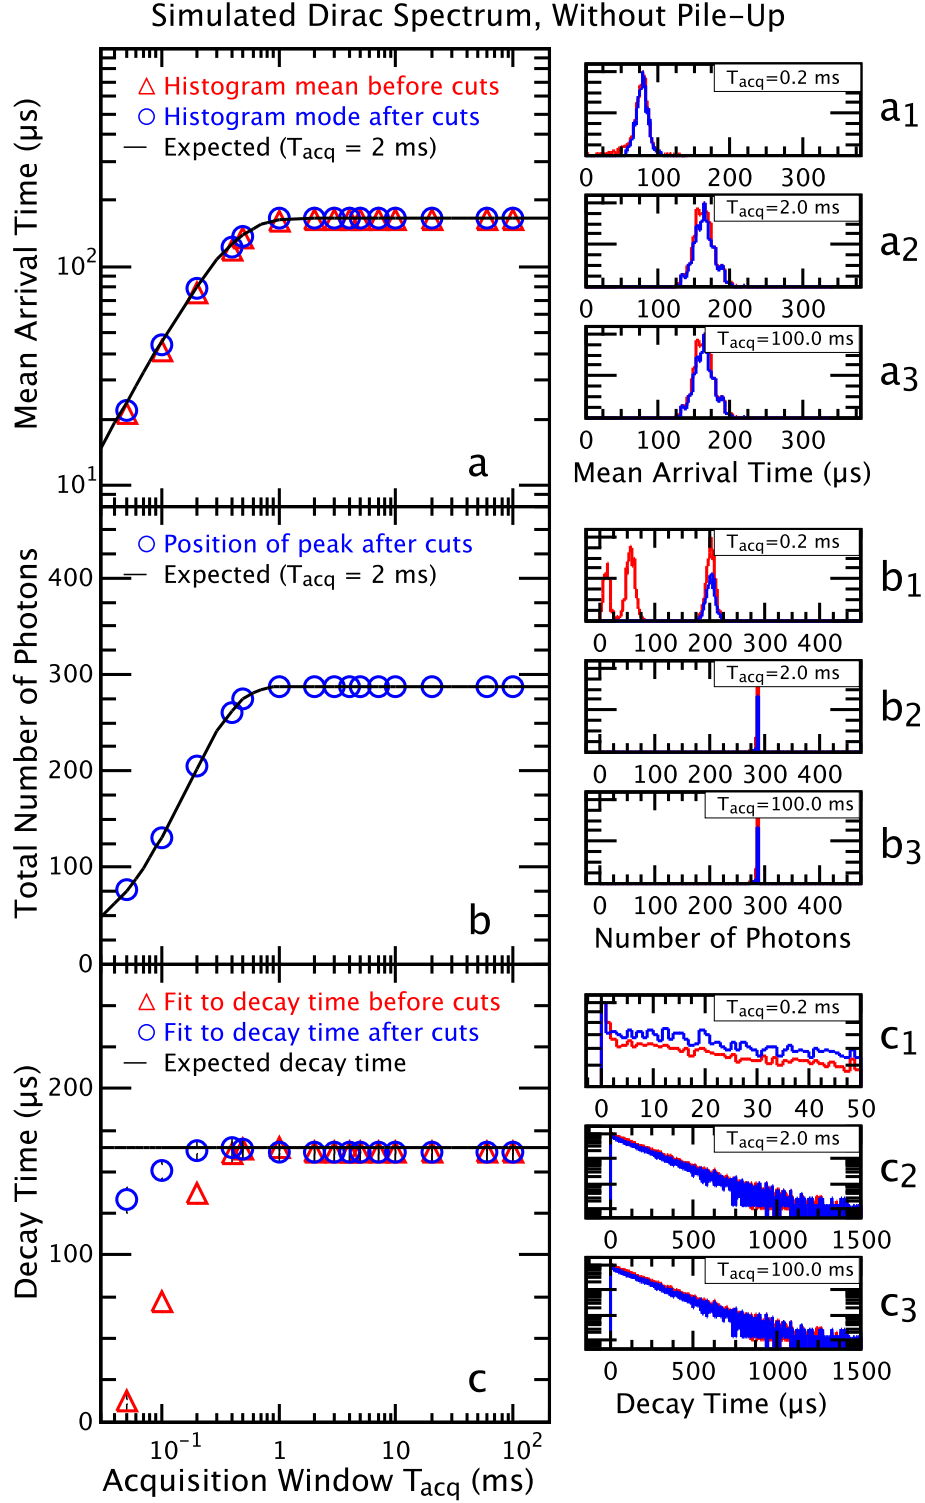 Simulated Dirac Spectrum, Without Pile-Up
Mean Arrival Time (µs)
△ Histogram mean before cuts
○ Histogram mode after cuts
— Expected (Tacq = 2 ms)
10²
10¹
a
Total Number of Photons
○ Position of peak after cuts
— Expected (Tacq = 2 ms)
400
300
200
100
0
b
Decay Time (µs)
△ Fit to decay time before cuts
○ Fit to decay time after cuts
— Expected decay time
200
100
0
c
10⁻¹ 1 10 10²
Acquisition Window Tacq (ms)
Tacq=0.2 ms
a1
0 100 200 300
Tacq=2.0 ms
a2
0 100 200 300
Tacq=100.0 ms
a3
0 100 200 300
Mean Arrival Time (µs)
Tacq=0.2 ms
b1
0 100 200 300 400
Tacq=2.0 ms
b2
0 100 200 300 400
Tacq=100.0 ms
b3
0 100 200 300 400
Number of Photons
Tacq=0.2 ms
c1
0 10 20 30 40 50
Tacq=2.0 ms
c2
0 500 1000 1500
Tacq=100.0 ms
c3
0 500 1000 1500
Decay Time (µs)